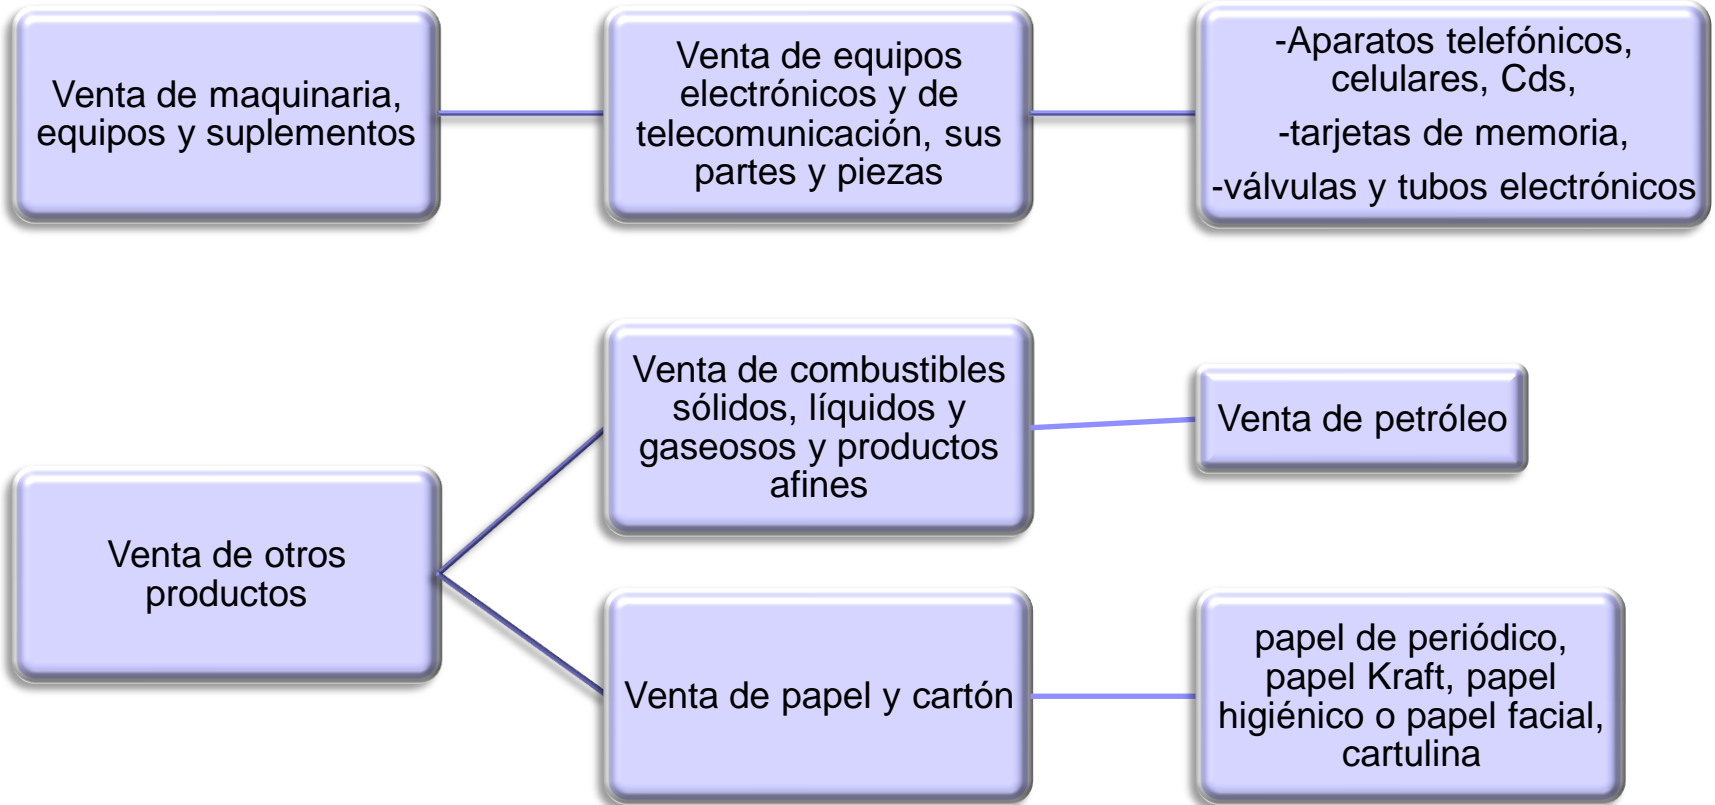 Venta de maquinaria,
equipos y suplementos
Venta de equipos
electrónicos y de
telecomunicación, sus
partes y piezas
-Aparatos telefónicos,
celulares, Cds,
-tarjetas de memoria,
-válvulas y tubos electrónicos
Venta de otros
productos
Venta de combustibles
sólidos, líquidos y
gaseosos y productos
afines
Venta de petróleo
Venta de papel y cartón
papel de periódico,
papel Kraft, papel
higiénico o papel facial,
cartulina